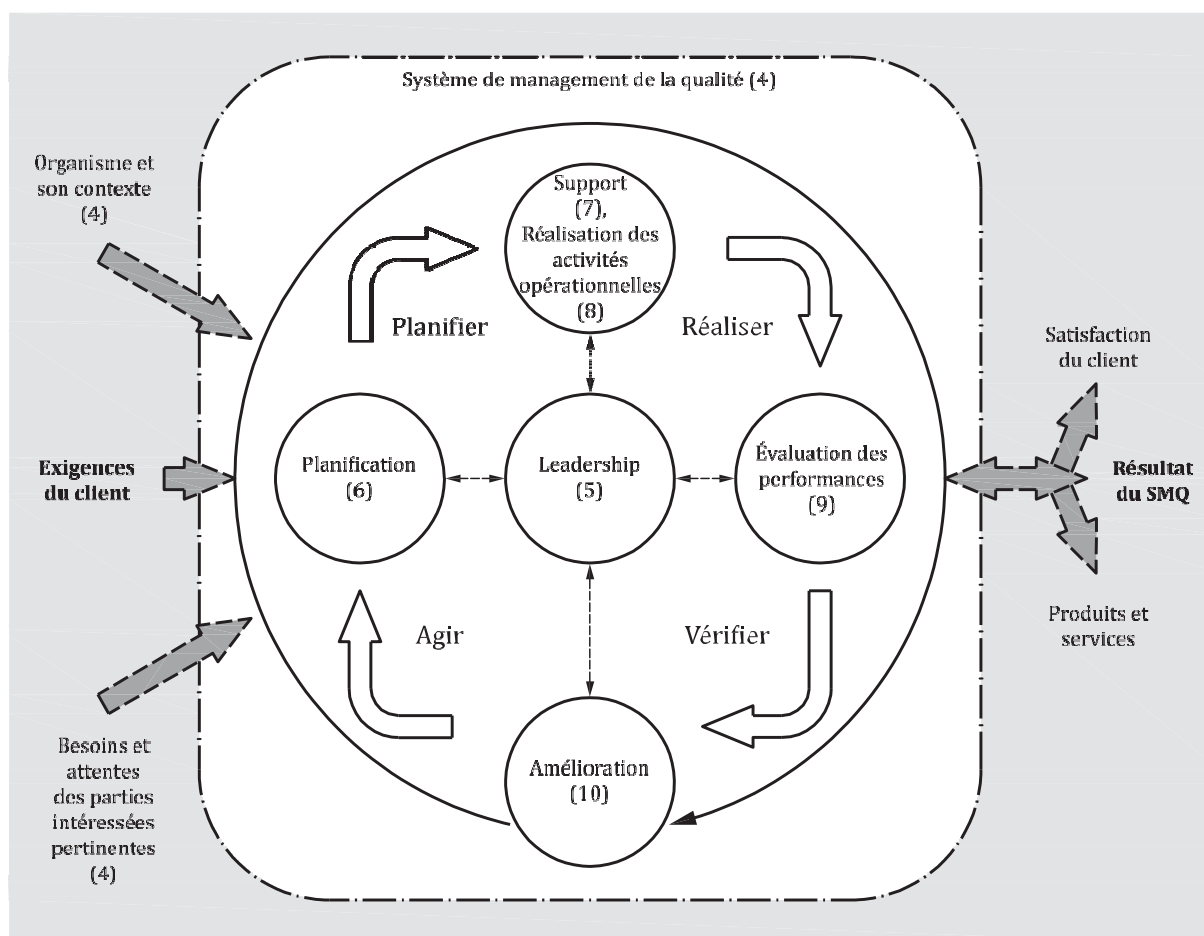 Système de management de la qualité (4)
Organisme et
son contexte
(4)
Support
(7),
Réalisation des
activités
opérationnelles
(8)
Planifier
Réaliser
Satisfaction
du client
Exigences
du client
Planification
(6)
Leadership
(5)
Évaluation des
performances
(9)
Résultat
du SMQ
Agir
Vérifier
Produits et
services
Besoins et
attentes
des parties
intéressées
pertinentes
(4)
Amélioration
(10)